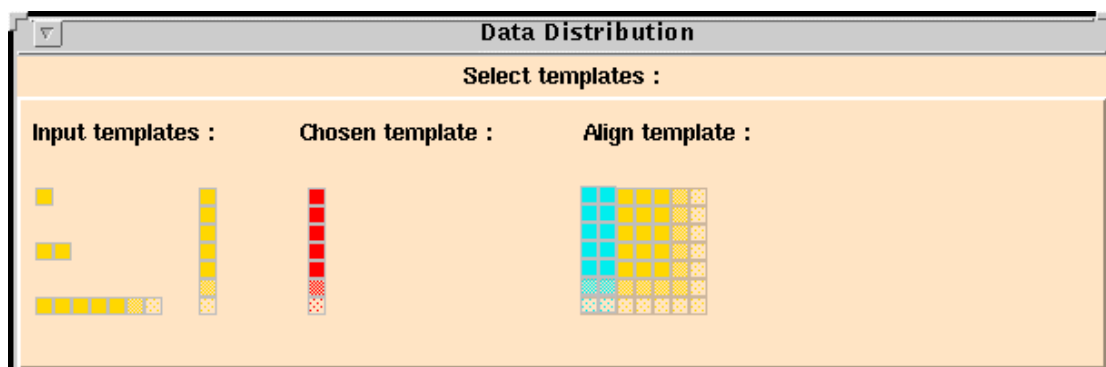 Data Distribution
Select templates :
Input templates :
Chosen template :
Align template :